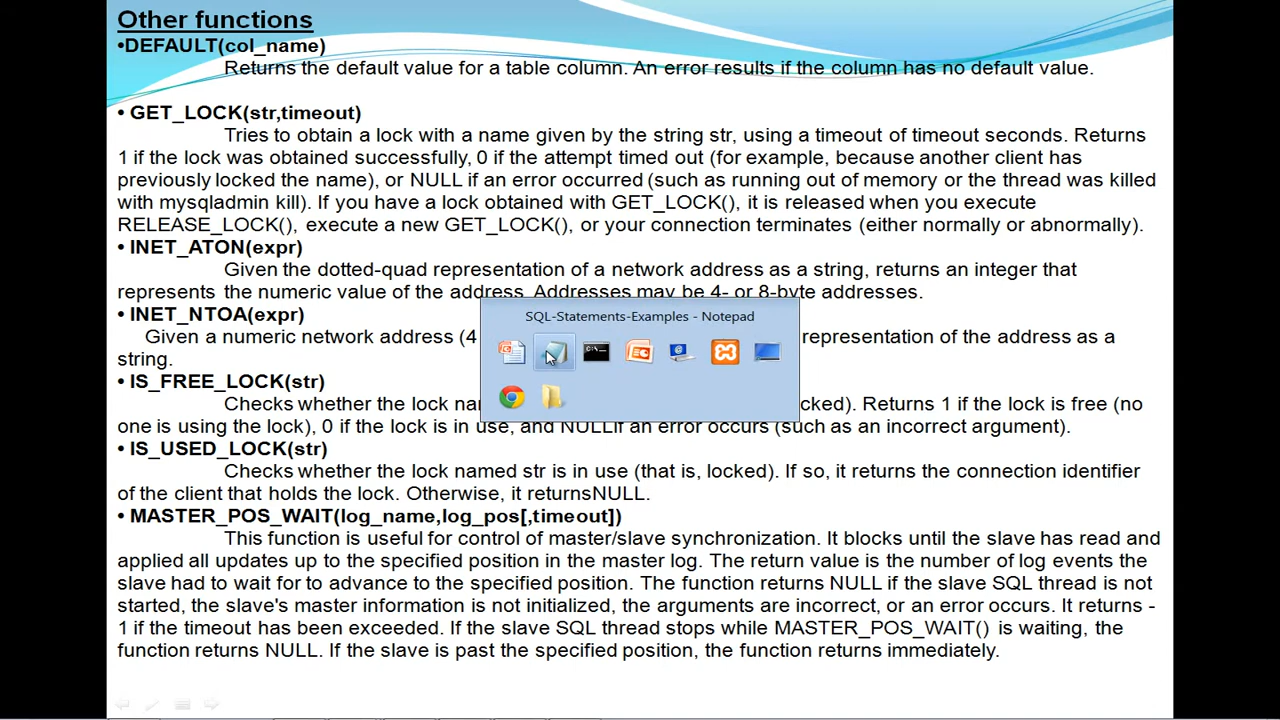 Other functions
•DEFAULT(col_name)
Returns the default value for a table column. An error results if the column has no default value.
• GET_LOCK(str,timeout)
Tries to obtain a lock with a name given by the string str, using a timeout of timeout seconds. Returns
1 if the lock was obtained successfully, 0 if the attempt timed out (for example, because another client has
previously locked the name), or NULL if an error occurred (such as running out of memory or the thread was killed
with mysqladmin kill). If you have a lock obtained with GET_LOCK(), it is released when you execute
RELEASE_LOCK(), execute a new GET_LOCK(), or your connection terminates (either normally or abnormally).
• INET_ATON(expr)
Given the dotted-quad representation of a network address as a string, returns an integer that
represents the numeric value of the address. Addresses may be 4- or 8-byte addresses.
• INET_NTOA(expr)
SQL-Statements-Examples - Notepad
Given a numeric network address (4 representation of the address as a
string.
• IS_FREE_LOCK(str)
Checks whether the lock cked). Returns 1 if the lock is free (no
one is using the lock), 0 if the lock is in use, and NULLif an error occurs (such as an incorrect argument).
• IS_USED_LOCK(str)
Checks whether the lock named str is in use (that is, locked). If so, it returns the connection identifier
of the client that holds the lock. Otherwise, it returnsNULL.
• MASTER_POS_WAIT(log_name,log_pos[,timeout])
This function is useful for control of master/slave synchronization. It blocks until the slave has read and
applied all updates up to the specified position in the master log. The return value is the number of log events the
slave had to wait for to advance to the specified position. The function returns NULL if the slave SQL thread is not
started, the slave's master information is not initialized, the arguments are incorrect, or an error occurs. It returns -
1 if the timeout has been exceeded. If the slave SQL thread stops while MASTER_POS_WAIT() is waiting, the
function returns NULL. If the slave is past the specified position, the function returns immediately.